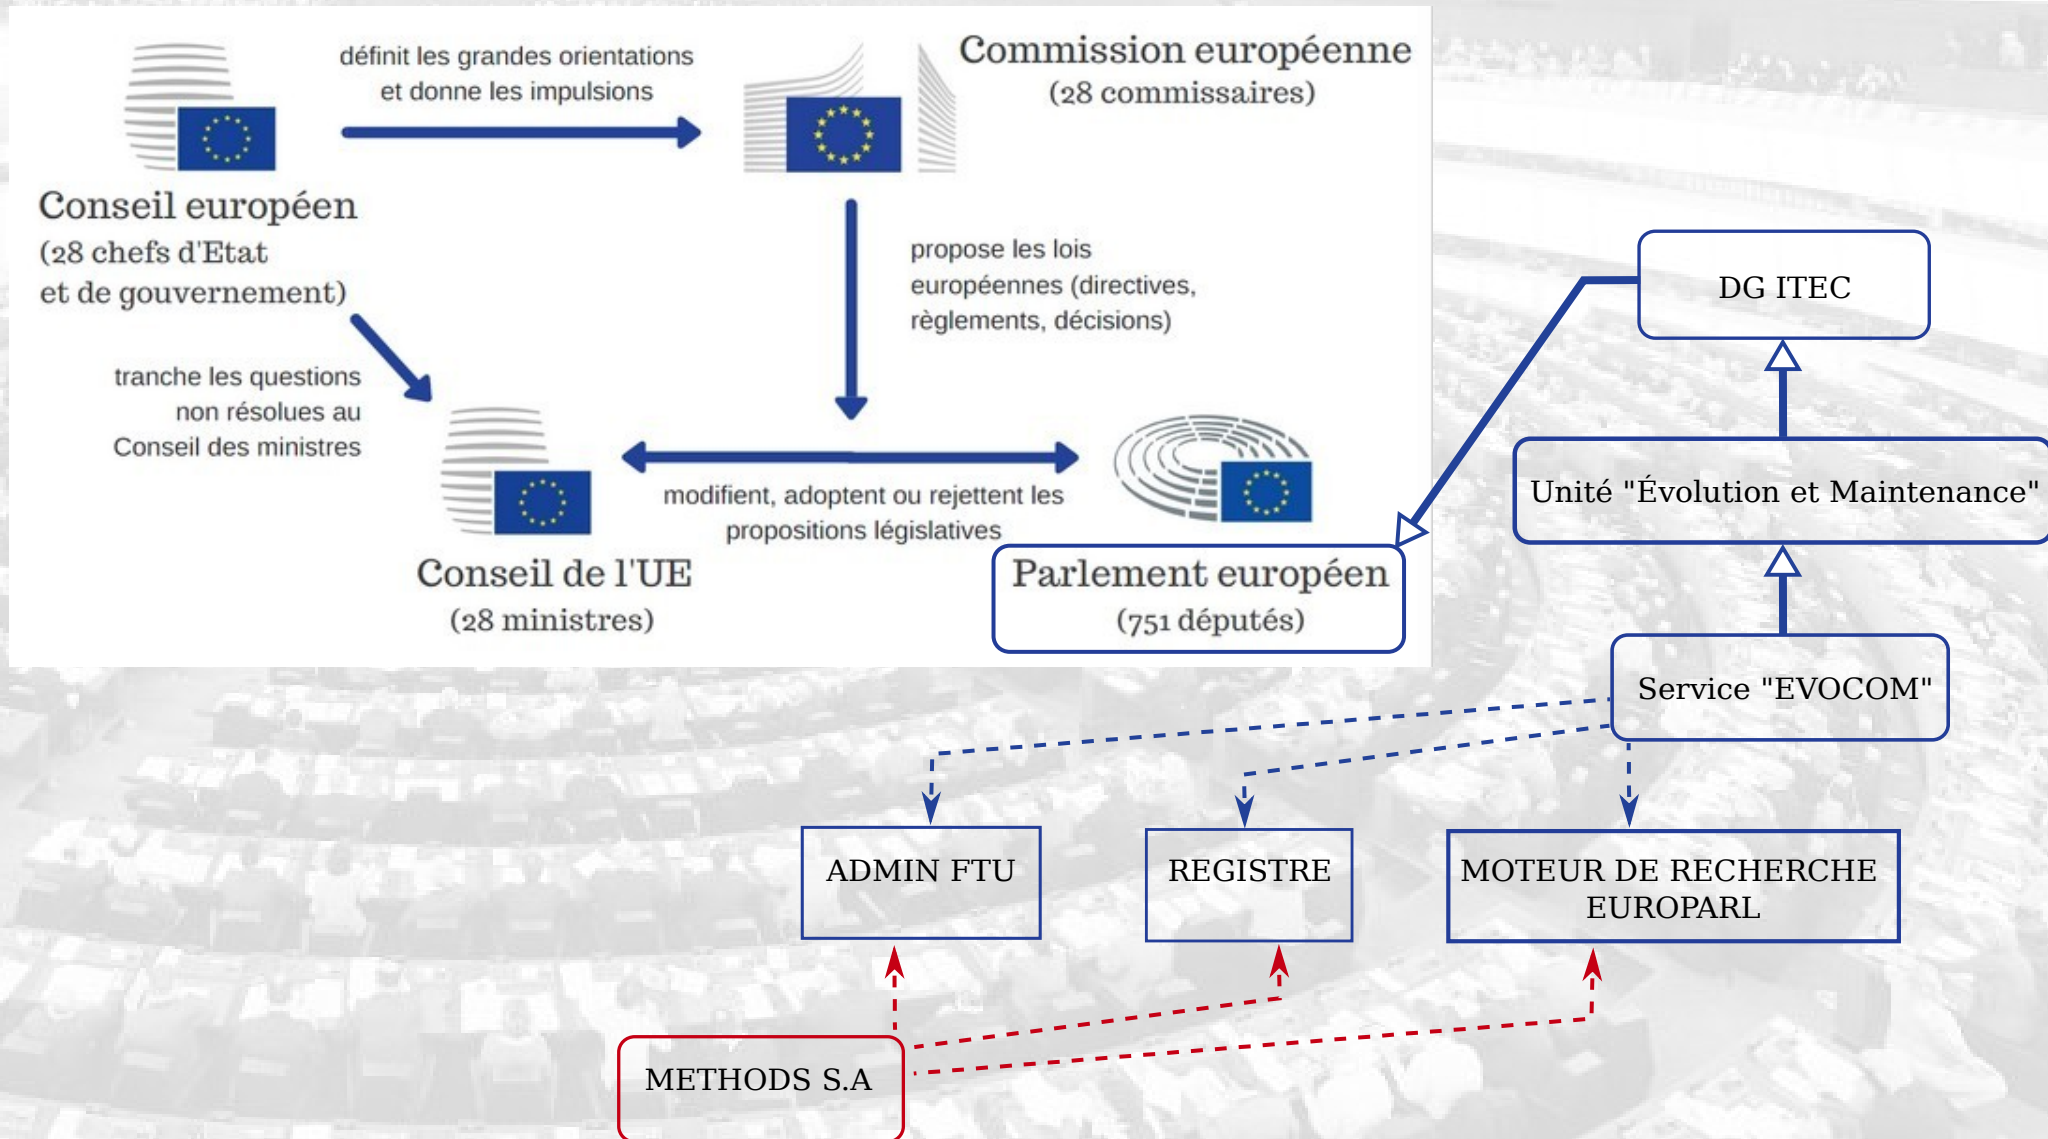 définit les grandes orientations
et donne les impulsions
Commission européenne
(28 commissaires)
Conseil européen
(28 chefs d'Etat
et de gouvernement)
propose les lois
européennes (directives,
règlements, décisions)
tranche les questions
non résolues au
Conseil des ministres
modifient, adoptent ou rejettent les
propositions législatives
Conseil de l'UE
(28 ministres)
Parlement européen
(751 députés)
DG ITEC
Unité "Évolution et Maintenance"
Service "EVOCOM"
ADMIN FTU
REGISTRE
MOTEUR DE RECHERCHE
EUROPARL
METHODS S.A